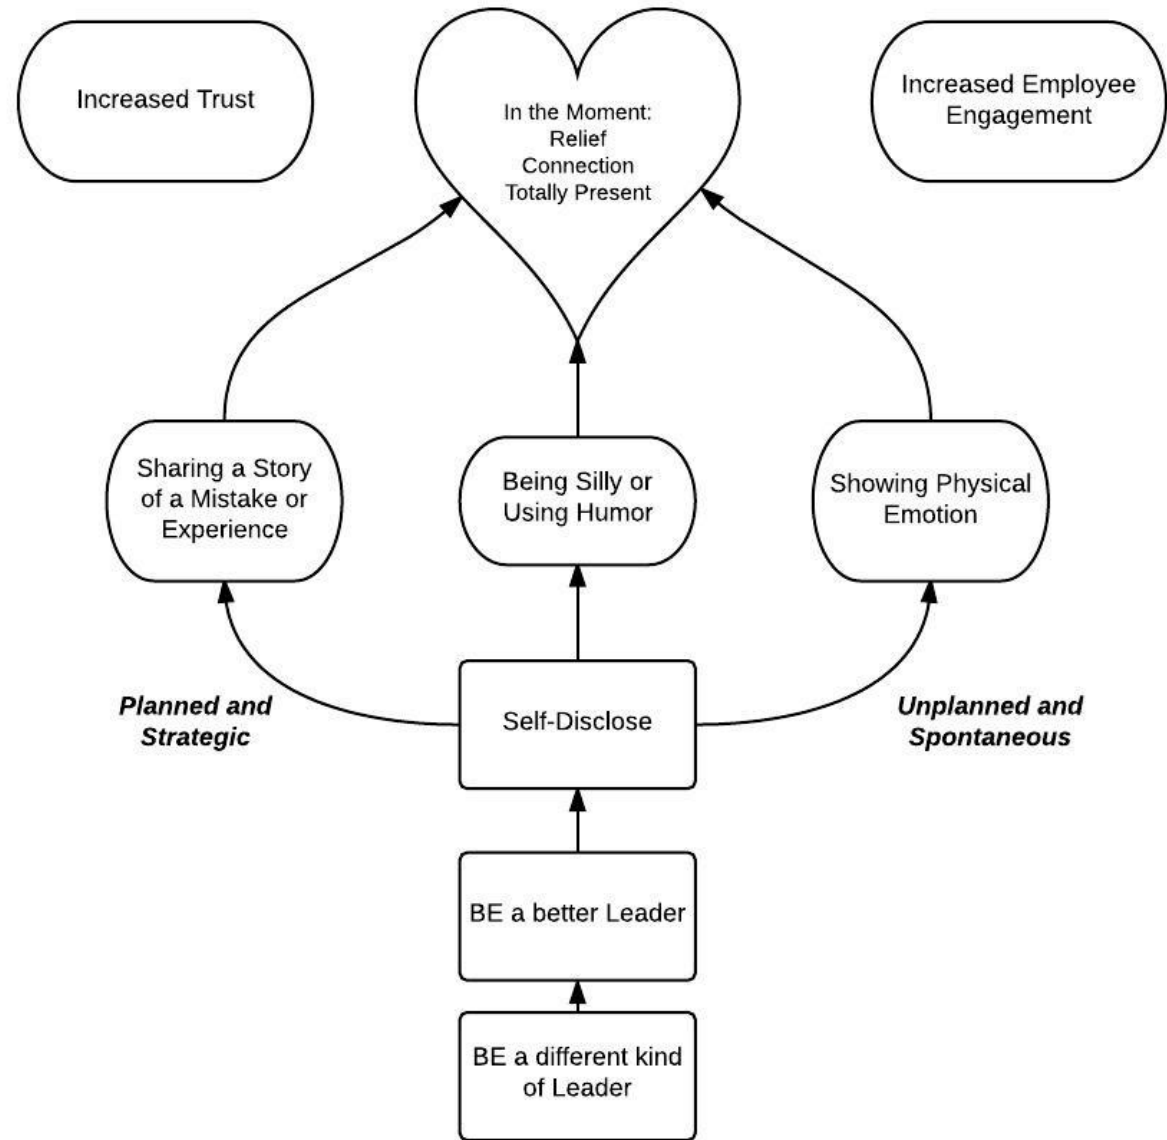 Increased Trust
In the Moment:
Relief
Connection
Totally Present
Increased Employee
Engagement
Sharing a Story
of a Mistake or
Experience
Being Silly or
Using Humor
Showing Physical
Emotion
Planned and
Strategic
Self-Disclose
Unplanned and
Spontaneous
BE a better Leader
BE a different kind
of Leader